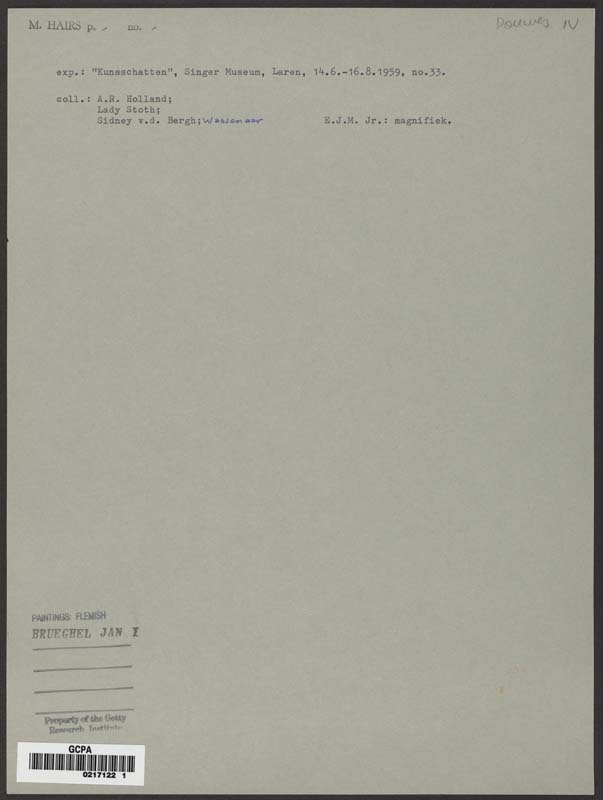 M. HAIRS p. - no. -
Douwes IV
exp.: "Kunsschatten", Singer Museum, Laren, 14.6.-16.8.1959, no.33.
coll.: A.R. Holland;
Lady Stoth;
Sidney v.d. Bergh; Wassenaar E.J.M. Jr.: magnifiek.
PAINTINGS: FLEMISH
BRUEGHEL JAN I
Property of the Getty
Research Institute
GCPA
0217122 1